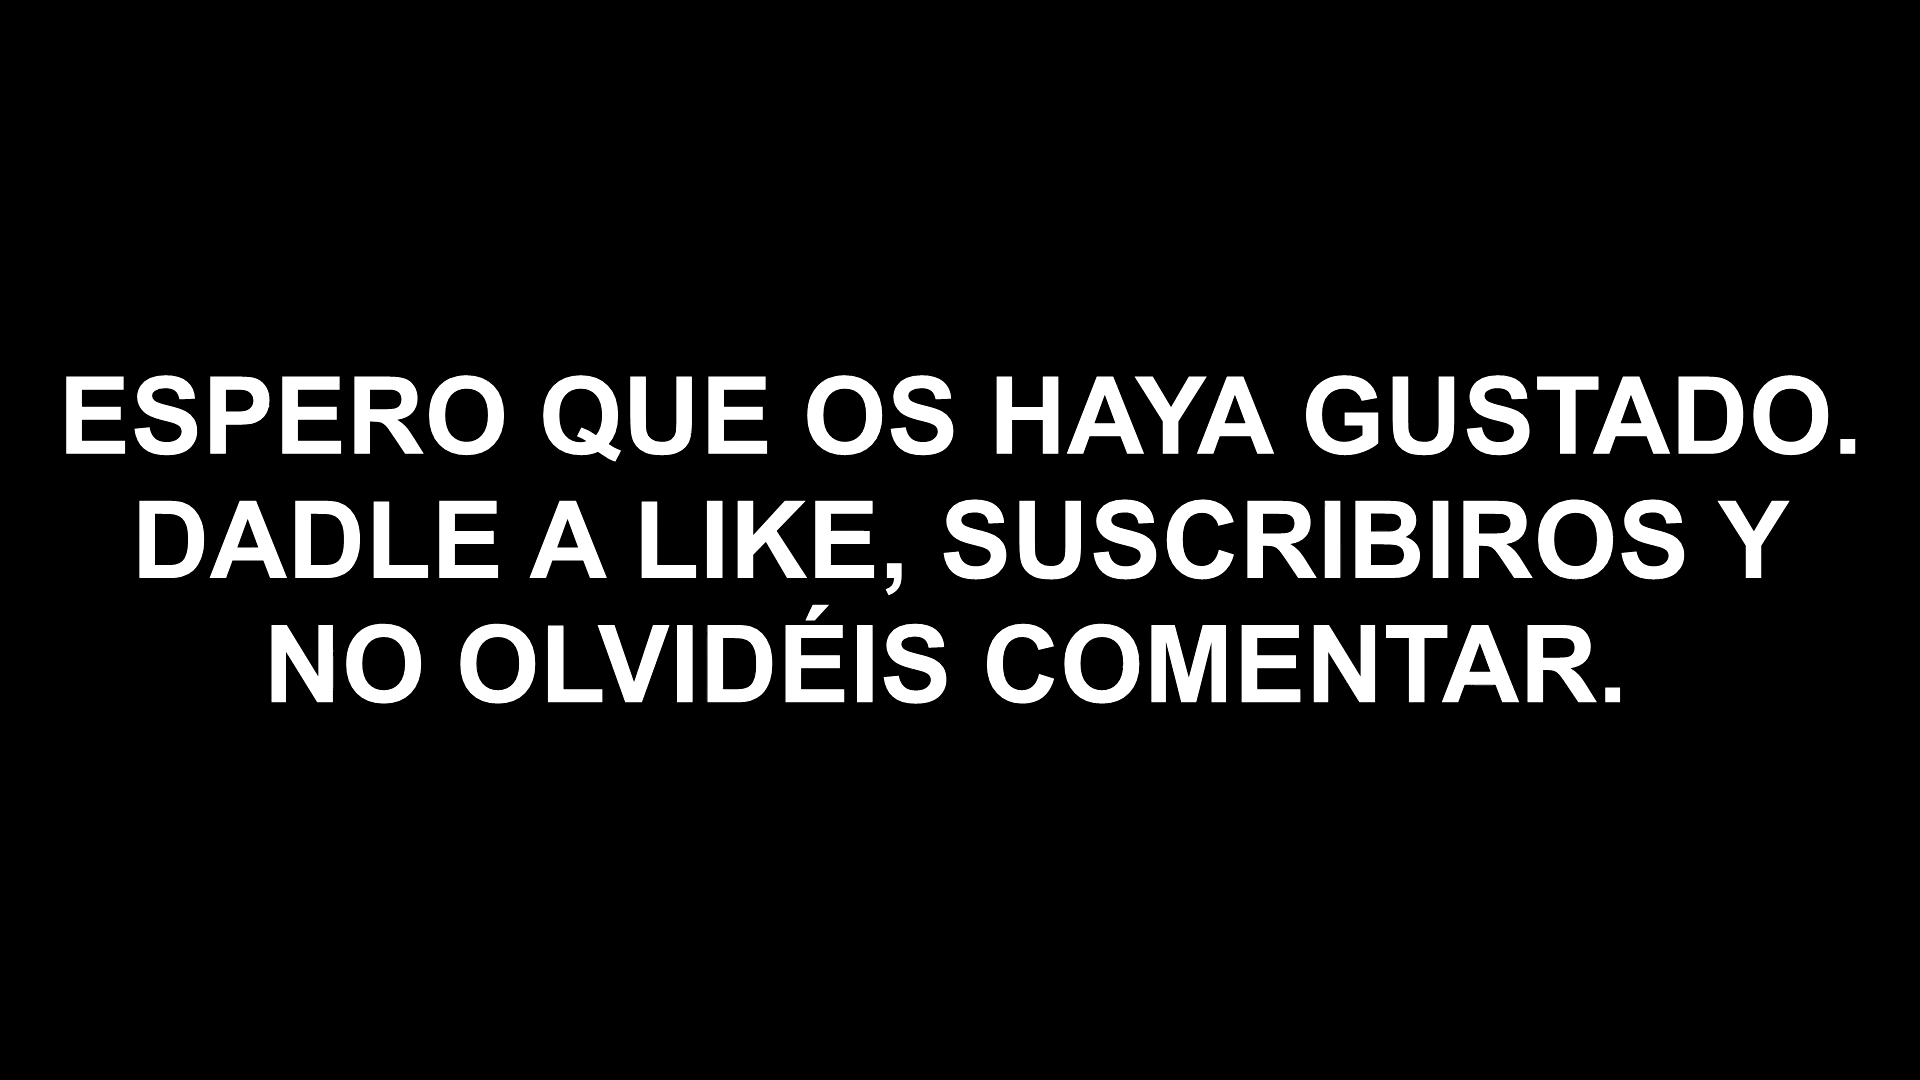 ESPERO QUE OS HAYA GUSTADO.
DADLE A LIKE, SUSCRIBIROS Y
NO OLVIDÉIS COMENTAR.